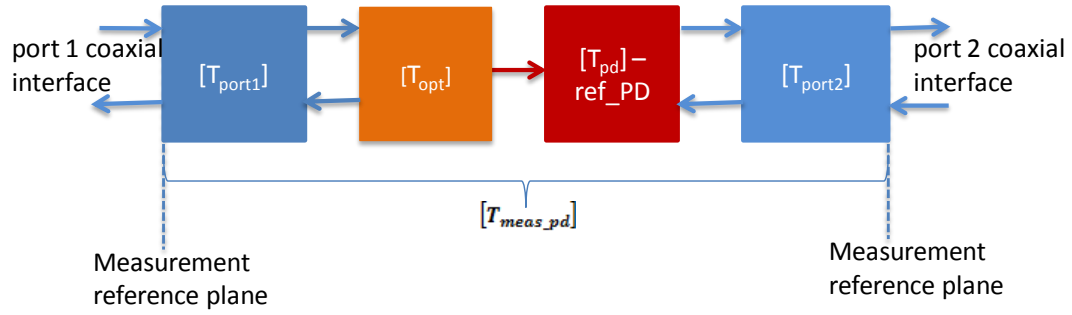 port 1 coaxial
interface
[Tport1]
[Topt]
[Tpd] –
ref_PD
[Tport2]
port 2 coaxial
interface
[Tmeas_pd]
Measurement
reference plane
Measurement
reference plane